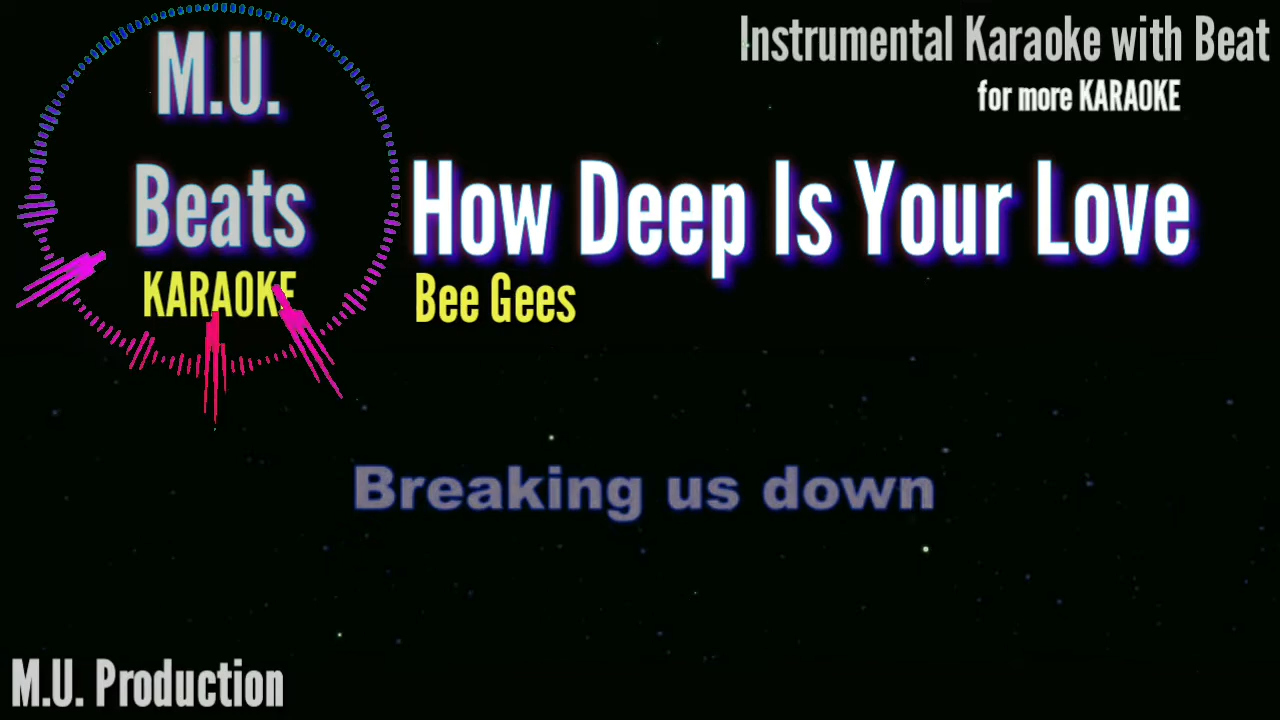 M.U.
Beats
KARAOKE
Instrumental Karaoke with Beat
for more KARAOKE
How Deep Is Your Love
Bee Gees
Breaking us down
M.U. Production